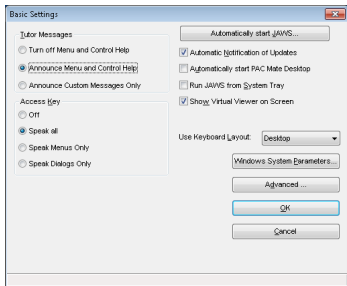 Basic Settings
Tutor Messages
Turn off Menu and Control Help
Announce Menu and Control Help
Announce Custom Messages Only
Access Key
Off
Speak all
Speak Menus Only
Speak Dialogs Only
Automatically start JAWS...
Automatic Notification of Updates
Automatically start PAC Mate Desktop
Run JAWS from System Tray
Show Virtual Viewer on Screen
Use Keyboard Layout: Desktop
Windows System Parameters...
Advanced ...
OK
Cancel